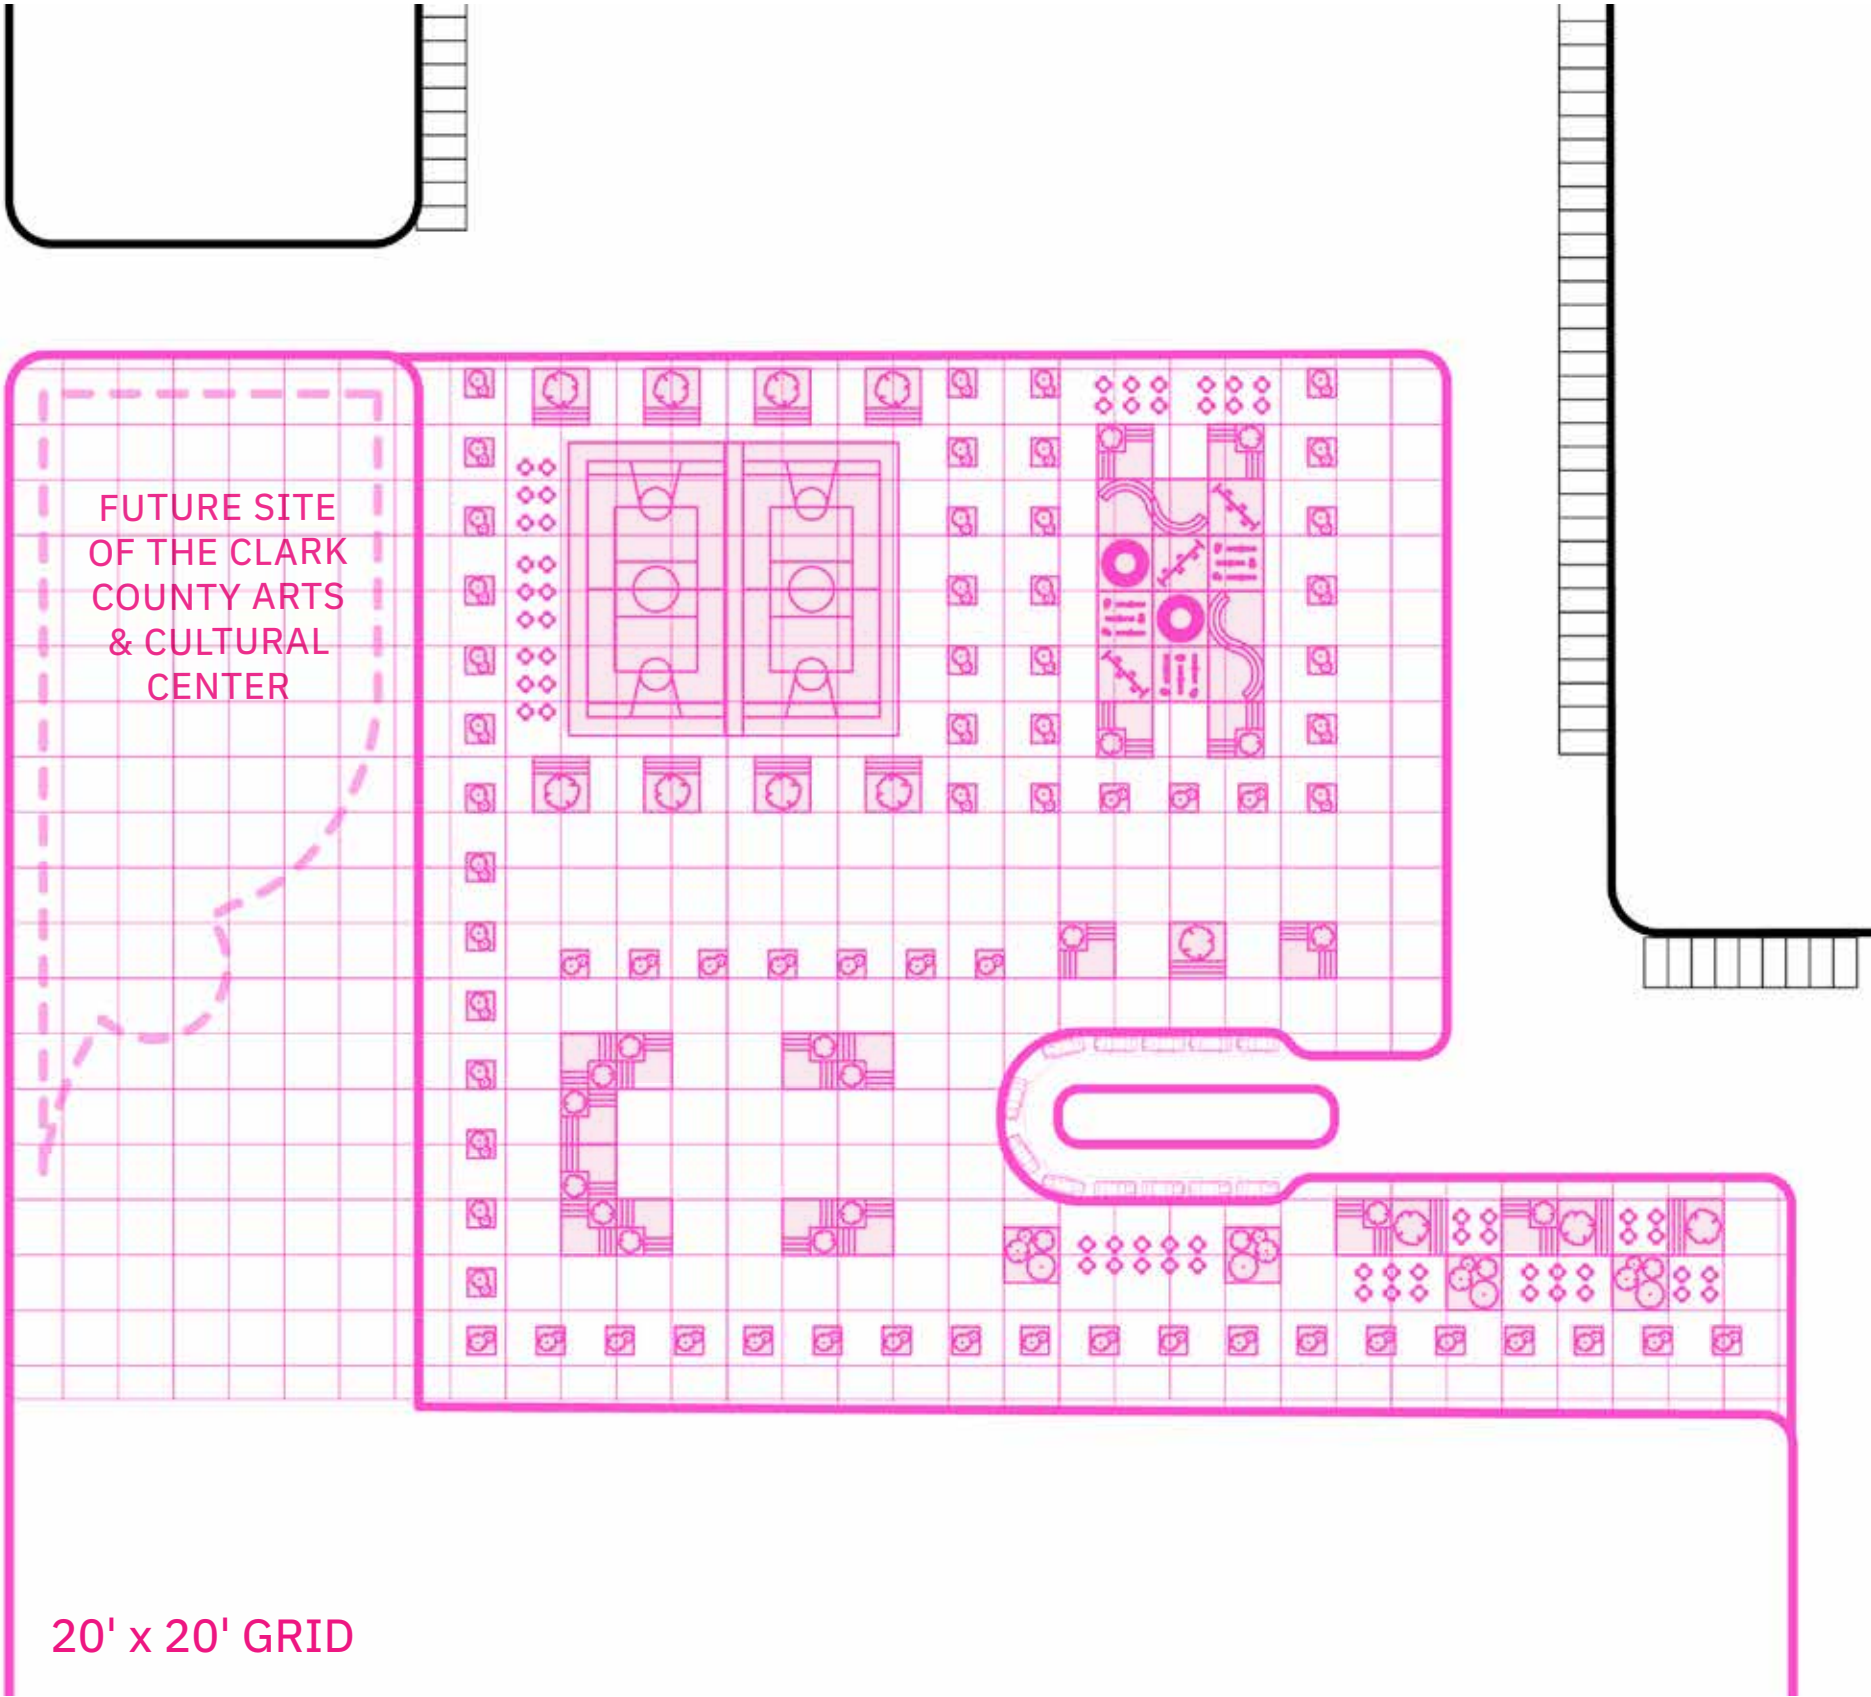 FUTURE SITE
OF THE CLARK
COUNTY ARTS
& CULTURAL
CENTER
20' x 20' GRID